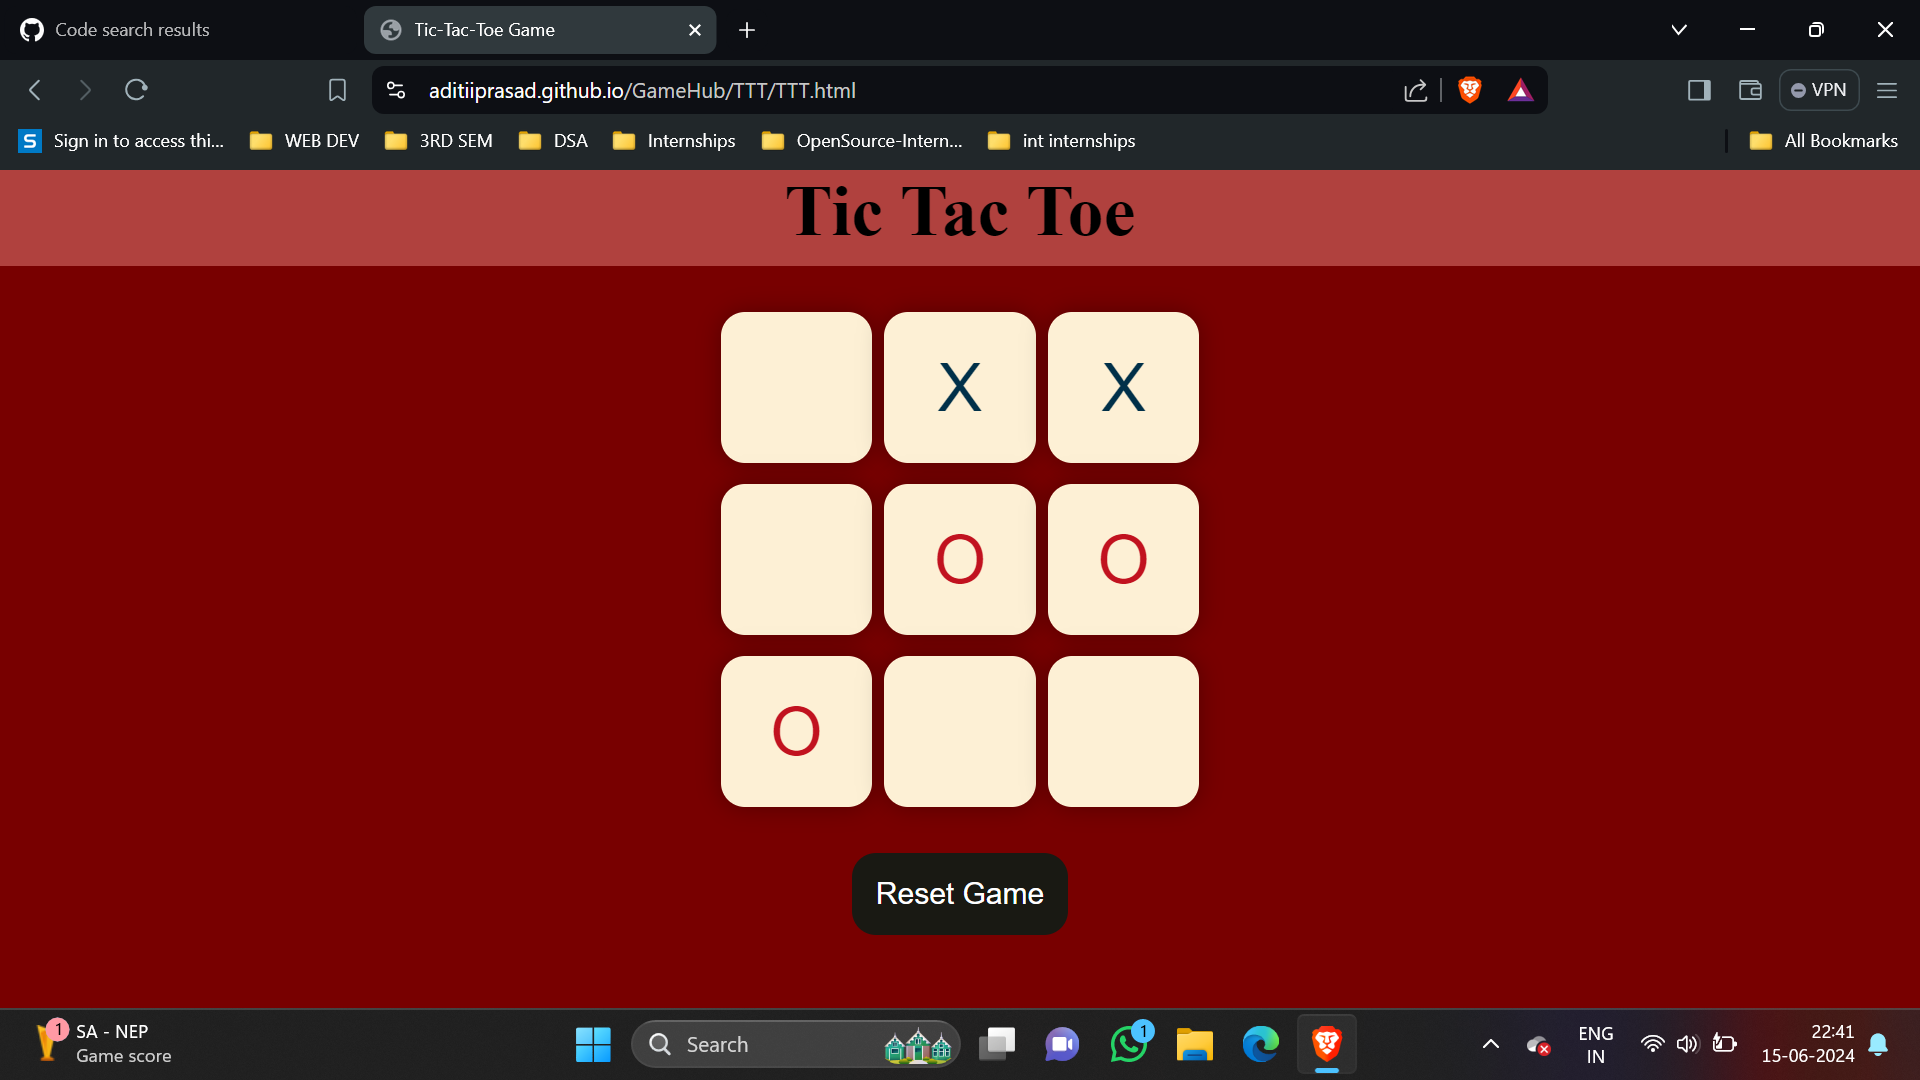 Code search results
Tic-Tac-Toe Game
aditiiprasad.github.io/GameHub/TTT/TTT.html
VPN
S Sign in to access thi...
WEB DEV
3RD SEM
DSA
Internships
OpenSource-Intern...
int internships
All Bookmarks
Tic Tac Toe
X X
O O
O
Reset Game
1
SA - NEP
Game score
Search
1
ENG
IN
22:41
15-06-2024